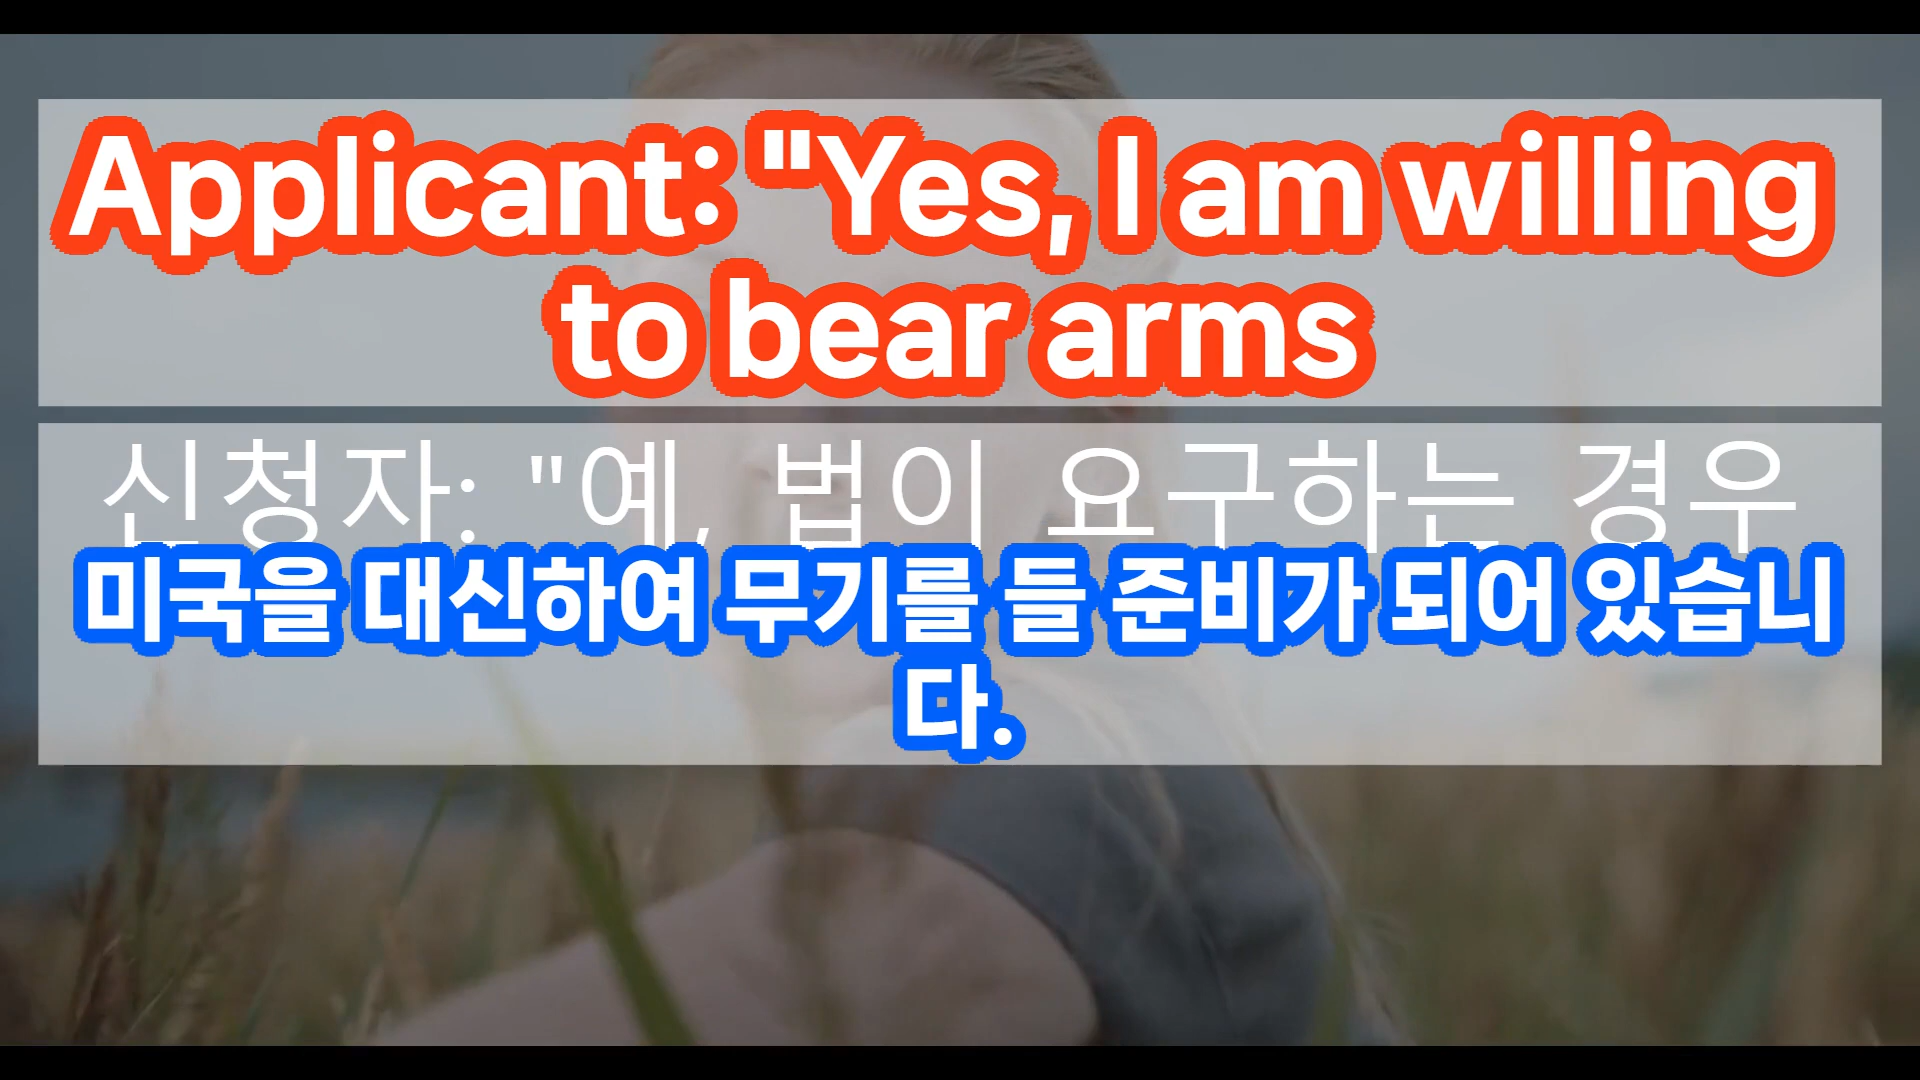 Applicant: "Yes, I am willing
to bear arms
신청자: "예, 법이 요구하는 경우
미국을 대신하여 무기를 들 준비가 되어 있습니
다.